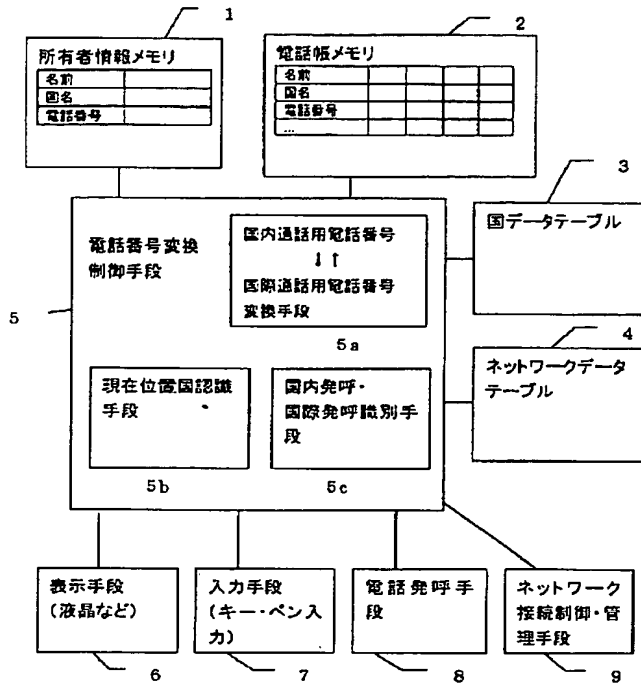 1
所有者情報メモリ
名前
国名
電話番号
2
電話帳メモリ
名前
国名
電話番号
...
3
国データテーブル
4
ネットワークデータ
テーブル
5
電話番号変換
制御手段
国内通話用電話番号
↓↑
国際通話用電話番号
変換手段
5a
現在位置国認識
手段
5b
国内発呼・
国際発呼識別手
段
5c
表示手段
(液晶など)
6
入力手段
(キー・ペン入
力)
7
電話発呼手
段
8
ネットワーク
接続制御・管
理手段
9